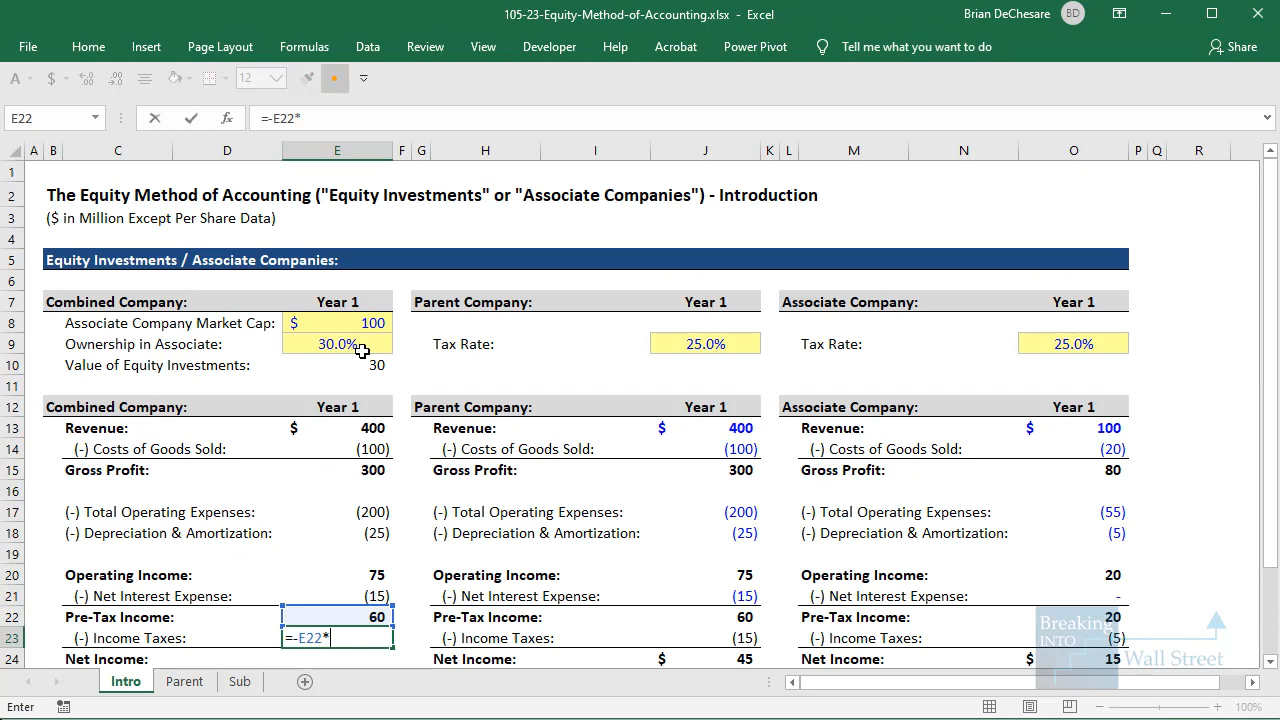 105-23-Equity-Method-of-Accounting.xlsx - Excel
Brian DeChesare BD
File Home Insert Page Layout Formulas Data Review View Developer Help Acrobat Power Pivot Tell me what you want to do Share
A $ 12
E22 fx =-E22*
A B C D E F G H I J K L M N O P Q R
1
2 The Equity Method of Accounting ("Equity Investments" or "Associate Companies") - Introduction
3 ($ in Million Except Per Share Data)
4
5 Equity Investments / Associate Companies:
6
7 Combined Company: Year 1 Parent Company: Year 1 Associate Company: Year 1
8 Associate Company Market Cap: $ 100
9 Ownership in Associate: 30.0% Tax Rate: 25.0% Tax Rate: 25.0%
10 Value of Equity Investments: 30
11
12 Combined Company: Year 1 Parent Company: Year 1 Associate Company: Year 1
13 Revenue: $ 400 Revenue: $ 400 Revenue: $ 100
14 (-) Costs of Goods Sold: (100) (-) Costs of Goods Sold: (100) (-) Costs of Goods Sold: (20)
15 Gross Profit: 300 Gross Profit: 300 Gross Profit: 80
16
17 (-) Total Operating Expenses: (200) (-) Total Operating Expenses: (200) (-) Total Operating Expenses: (55)
18 (-) Depreciation & Amortization: (25) (-) Depreciation & Amortization: (25) (-) Depreciation & Amortization: (5)
19
20 Operating Income: 75 Operating Income: 75 Operating Income: 20
21 (-) Net Interest Expense: (15) (-) Net Interest Expense: (15) (-) Net Interest Expense: -
22 Pre-Tax Income: 60 Pre-Tax Income: 60 Pre-Tax Income: 20
23 (-) Income Taxes: =-E22* (-) Income Taxes: (15) (-) Income Taxes: (5)
24 Net Income: Net Income: $ 45 Net Income: $ 15
Breaking
INTO
Wall Street
Intro Parent Sub
Enter 100%